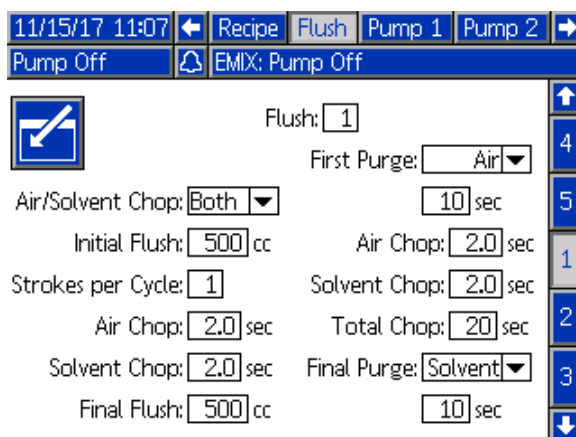 11/15/17 11:07 Recipe Flush Pump 1 Pump 2
Pump Off EMIX: Pump Off
Flush: 1
First Purge: Air
4
Air/Solvent Chop: Both 10 sec
5
Initial Flush: 500 cc Air Chop: 2.0 sec
1
Strokes per Cycle: 1 Solvent Chop: 2.0 sec
Air Chop: 2.0 sec Total Chop: 20 sec
2
Solvent Chop: 2.0 sec Final Purge: Solvent
3
Final Flush: 500 cc 10 sec